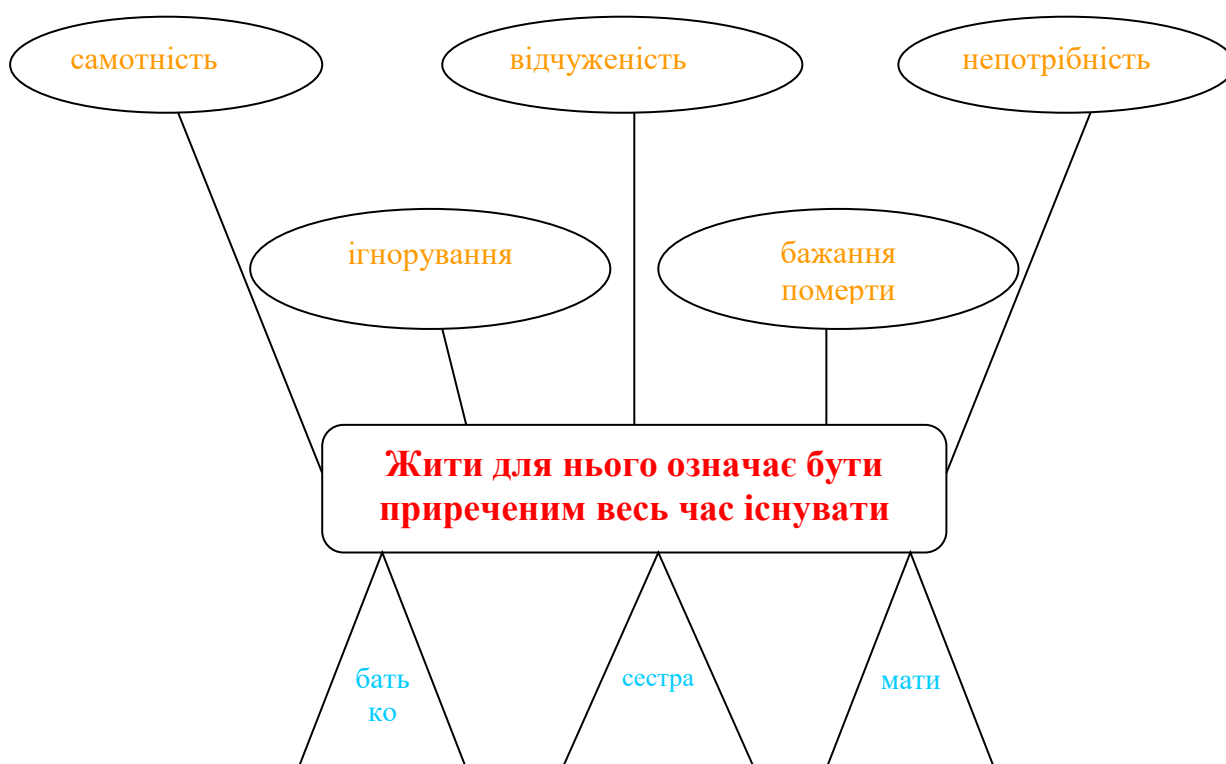 самотність
відчуженість
непотрібність
ігнорування
бажання
померти
Жити для нього означає бути
приреченим весь час існувати
бать
ко
сестра
мати